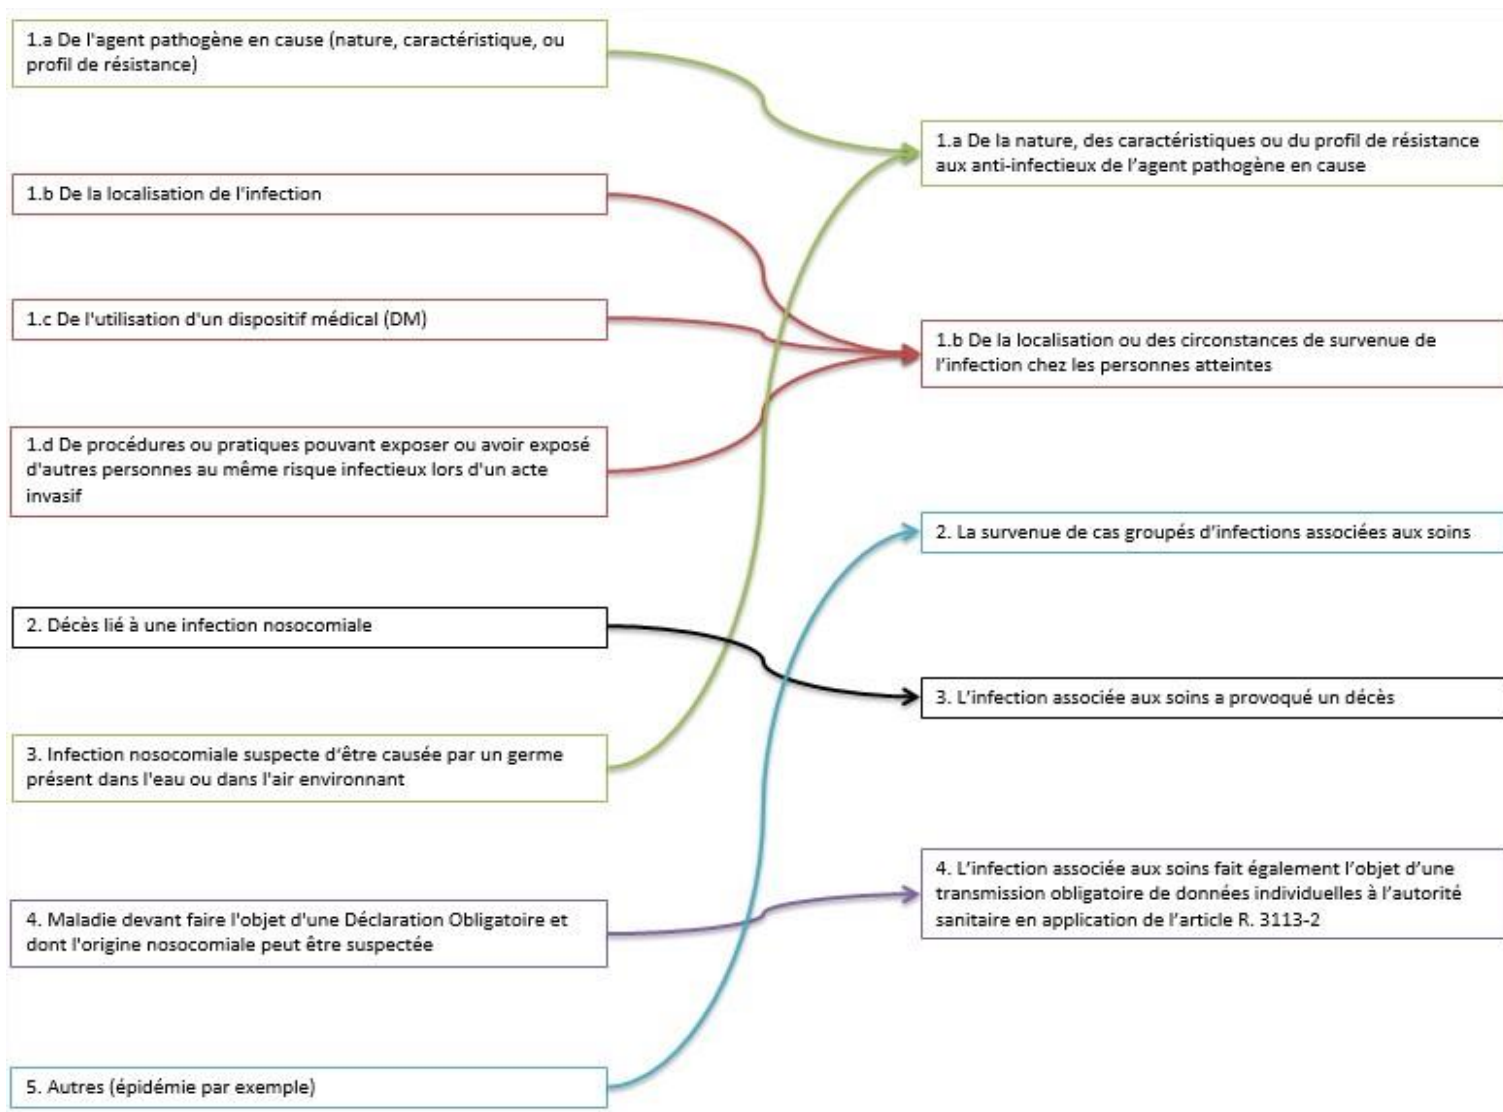 1.a De l'agent pathogène en cause (nature, caractéristique, ou
profil de résistance)
1.b De la localisation de l'infection
1.c De l'utilisation d'un dispositif médical (DM)
1.d De procédures ou pratiques pouvant exposer ou avoir exposé
d'autres personnes au même risque infectieux lors d'un acte
invasif
2. Décès lié à une infection nosocomiale
3. Infection nosocomiale suspecte d'être causée par un germe
présent dans l'eau ou dans l'air environnant
4. Maladie devant faire l'objet d'une Déclaration Obligatoire et
dont l'origine nosocomiale peut être suspectée
5. Autres (épidémie par exemple)
1.a De la nature, des caractéristiques ou du profil de résistance
aux anti-infectieux de l’agent pathogène en cause
1.b De la localisation ou des circonstances de survenue de
l’infection chez les personnes atteintes
2. La survenue de cas groupés d’infections associées aux soins
3. L’infection associée aux soins a provoqué un décès
4. L’infection associée aux soins fait également l’objet d’une
transmission obligatoire de données individuelles à l’autorité
sanitaire en application de l’article R. 3113-2